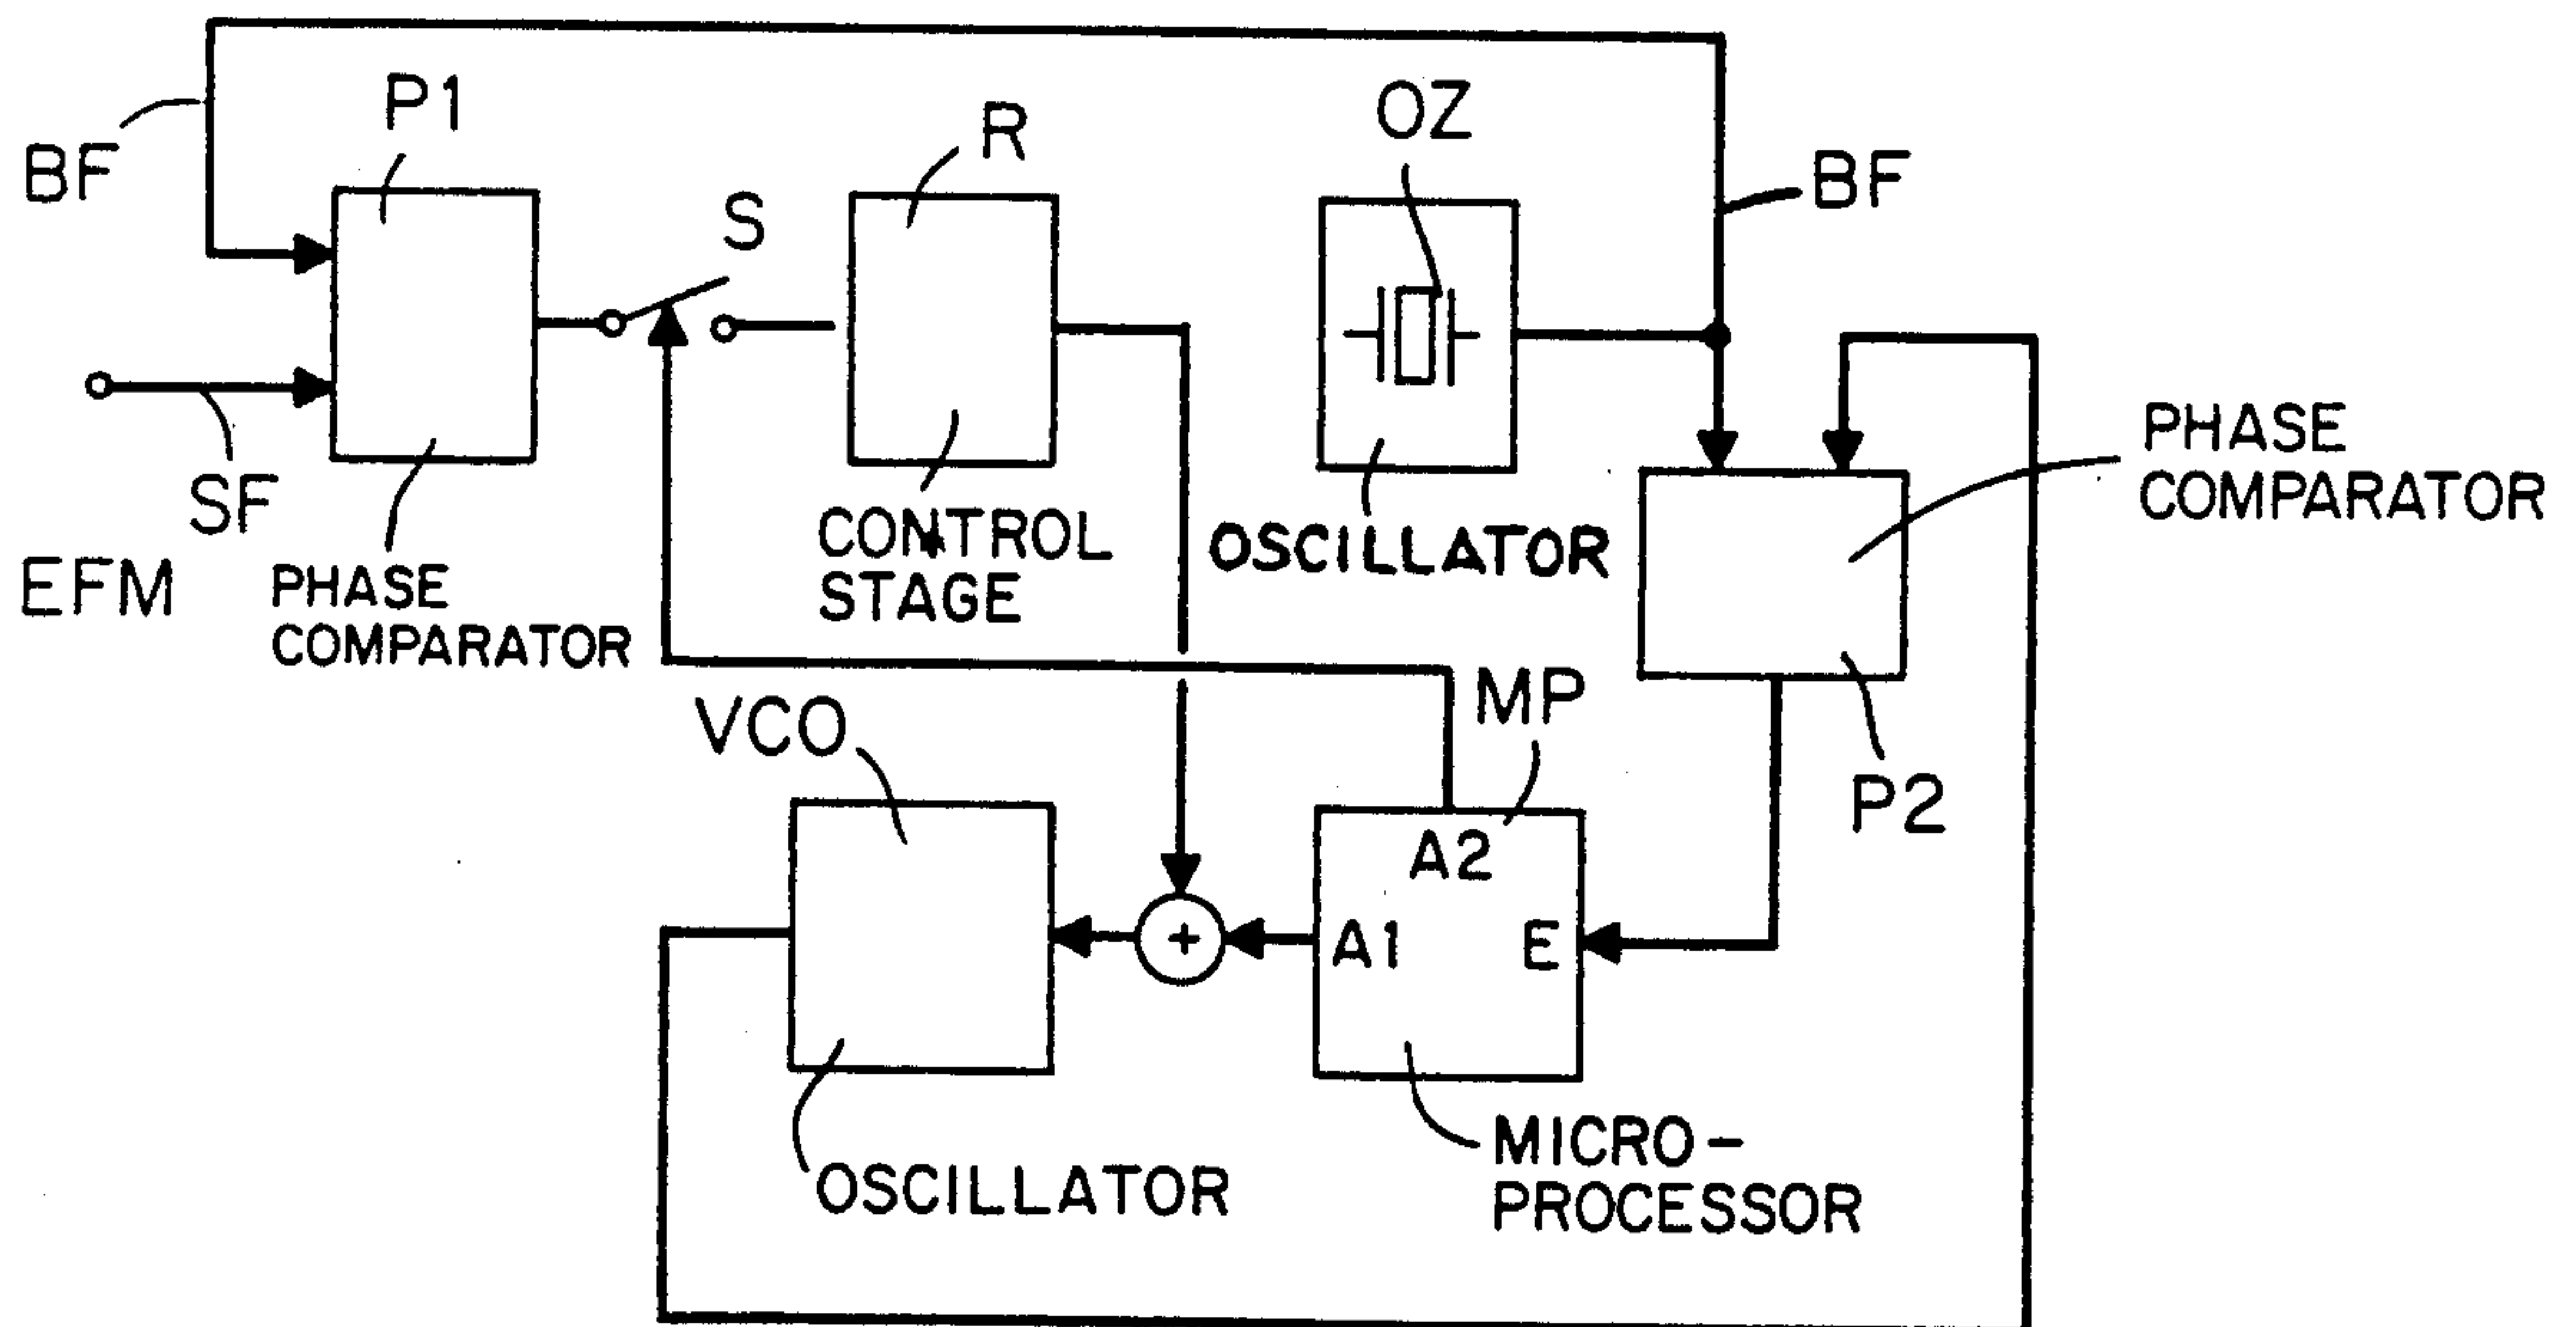 P1
OZ
R
BF
BF
S
SF
EFM
PHASE
COMPARATOR
CONTROL
STAGE
OSCILLATOR
PHASE
COMPARATOR
VCO
MP
P2
A2
+
A1
E
OSCILLATOR
MICRO-
PROCESSOR